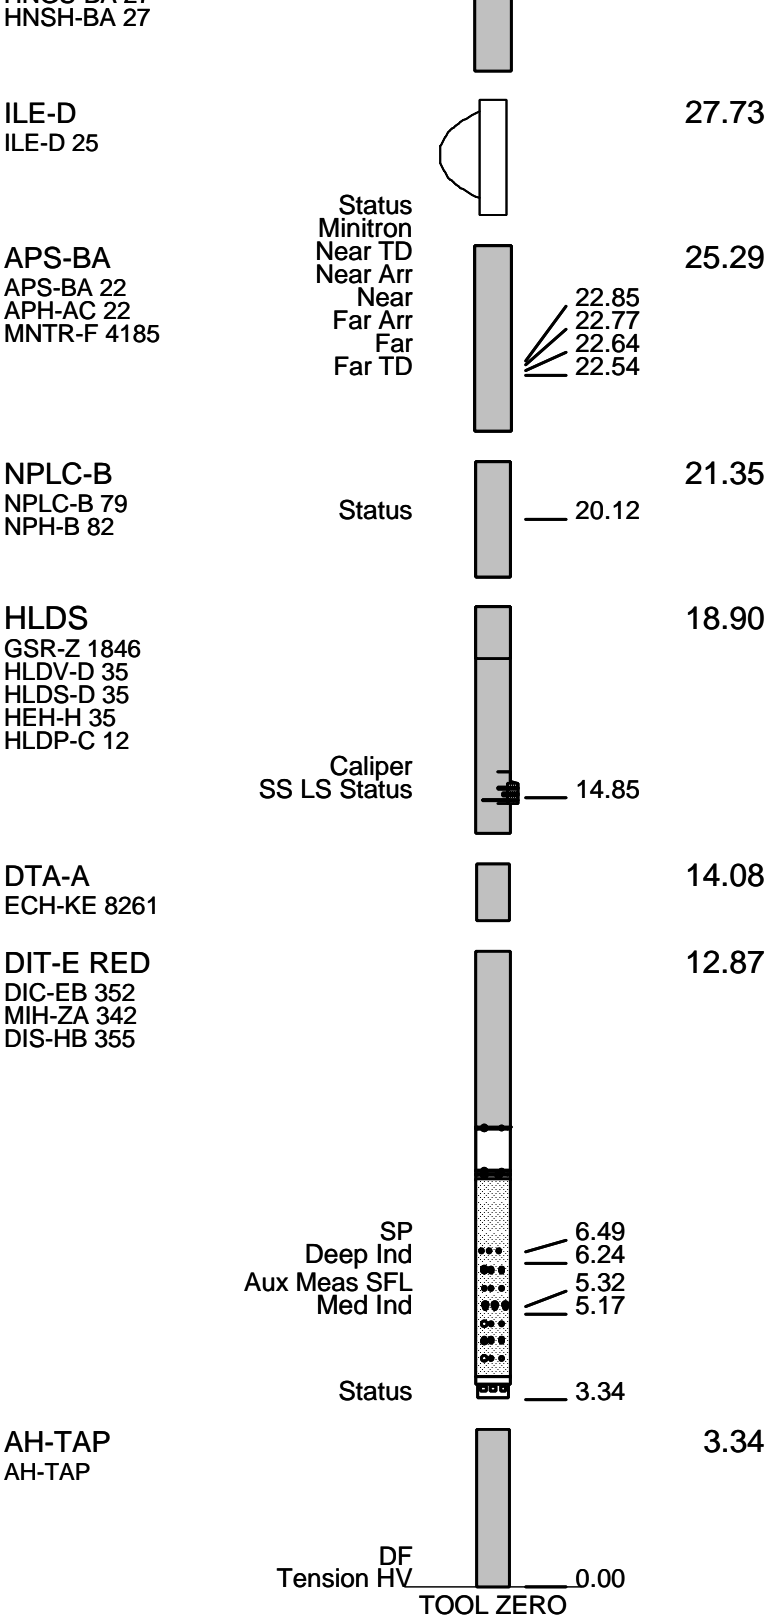 HNSH-BA 27
ILE-D 27.73
ILE-D 25
Status
Minitron
APS-BA Near TD 25.29
Near Arr
APS-BA 22 Near 22.85
APH-AC 22 Far Arr 22.77
MNTR-F 4185 Far 22.64
Far TD 22.54
NPLC-B 21.35
NPLC-B 79 Status 20.12
NPH-B 82
HLDS 18.90
GSR-Z 1846
HLDV-D 35
HLDS-D 35
HEH-H 35
HLDP-C 12
Caliper
SS LS Status 14.85
DTA-A 14.08
ECH-KE 8261
DIT-E RED 12.87
DIC-EB 352
MIH-ZA 342
DIS-HB 355
SP 6.49
Deep Ind 6.24
Aux Meas SFL 5.32
Med Ind 5.17
Status 3.34
AH-TAP 3.34
AH-TAP
DF
Tension HV 0.00
TOOL ZERO